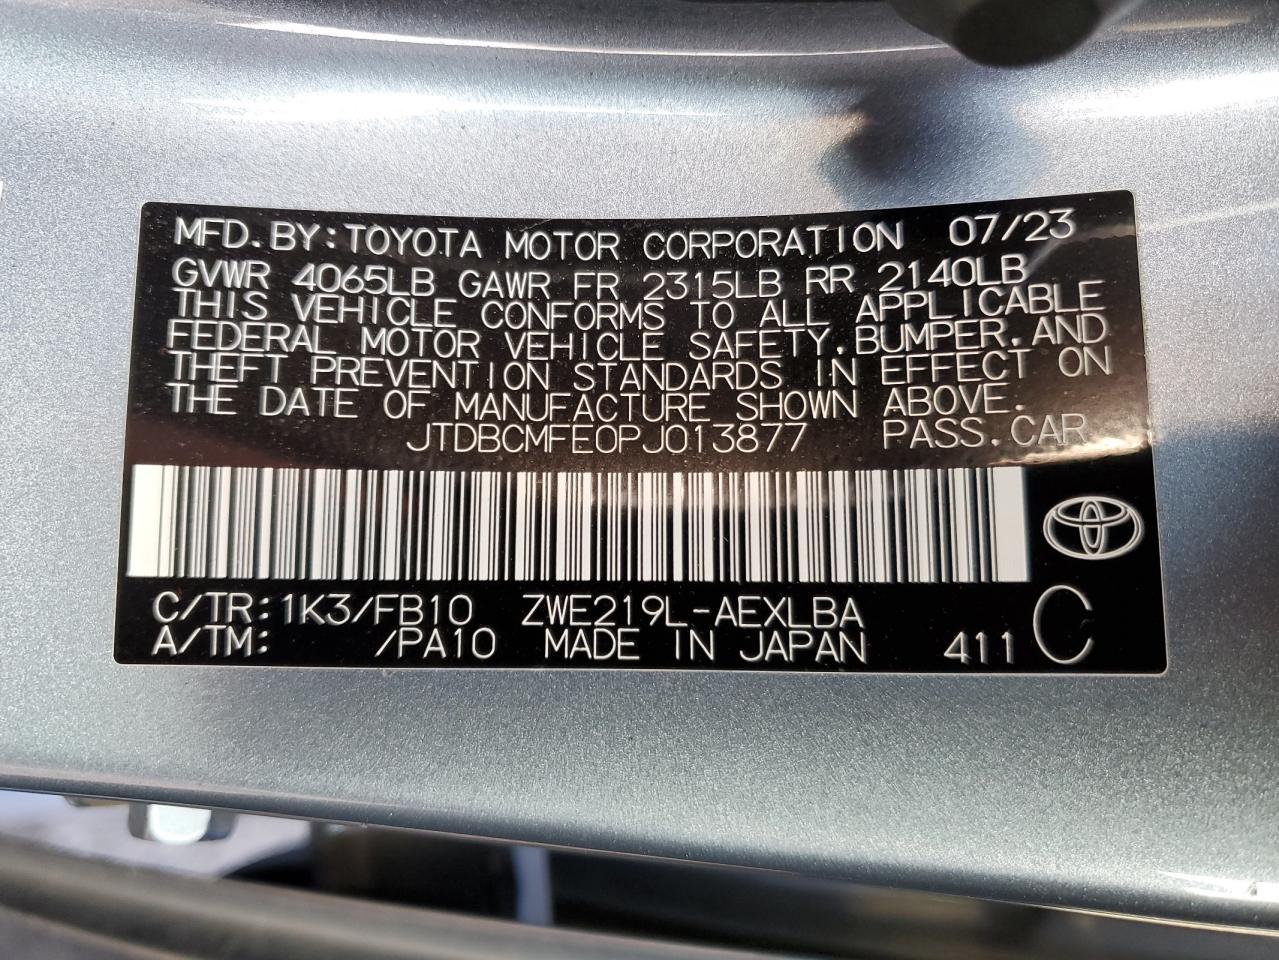 MFD.BY:TOYOTA MOTOR CORPORATION 07/23
GVWR 4065LB GAWR FR 2315LB RR 2140LB
THIS VEHICLE CONFORMS TO ALL APPLICABLE
FEDERAL MOTOR VEHICLE SAFETY,BUMPER,AND
THEFT PREVENTION STANDARDS IN EFFECT ON
THE DATE OF MANUFACTURE SHOWN ABOVE.
JTDBCMFE0PJ013877 PASS.CAR
C/TR:1K3/FB10 ZWE219L-AEXLBA
A/TM: /PA10 MADE IN JAPAN 411 C